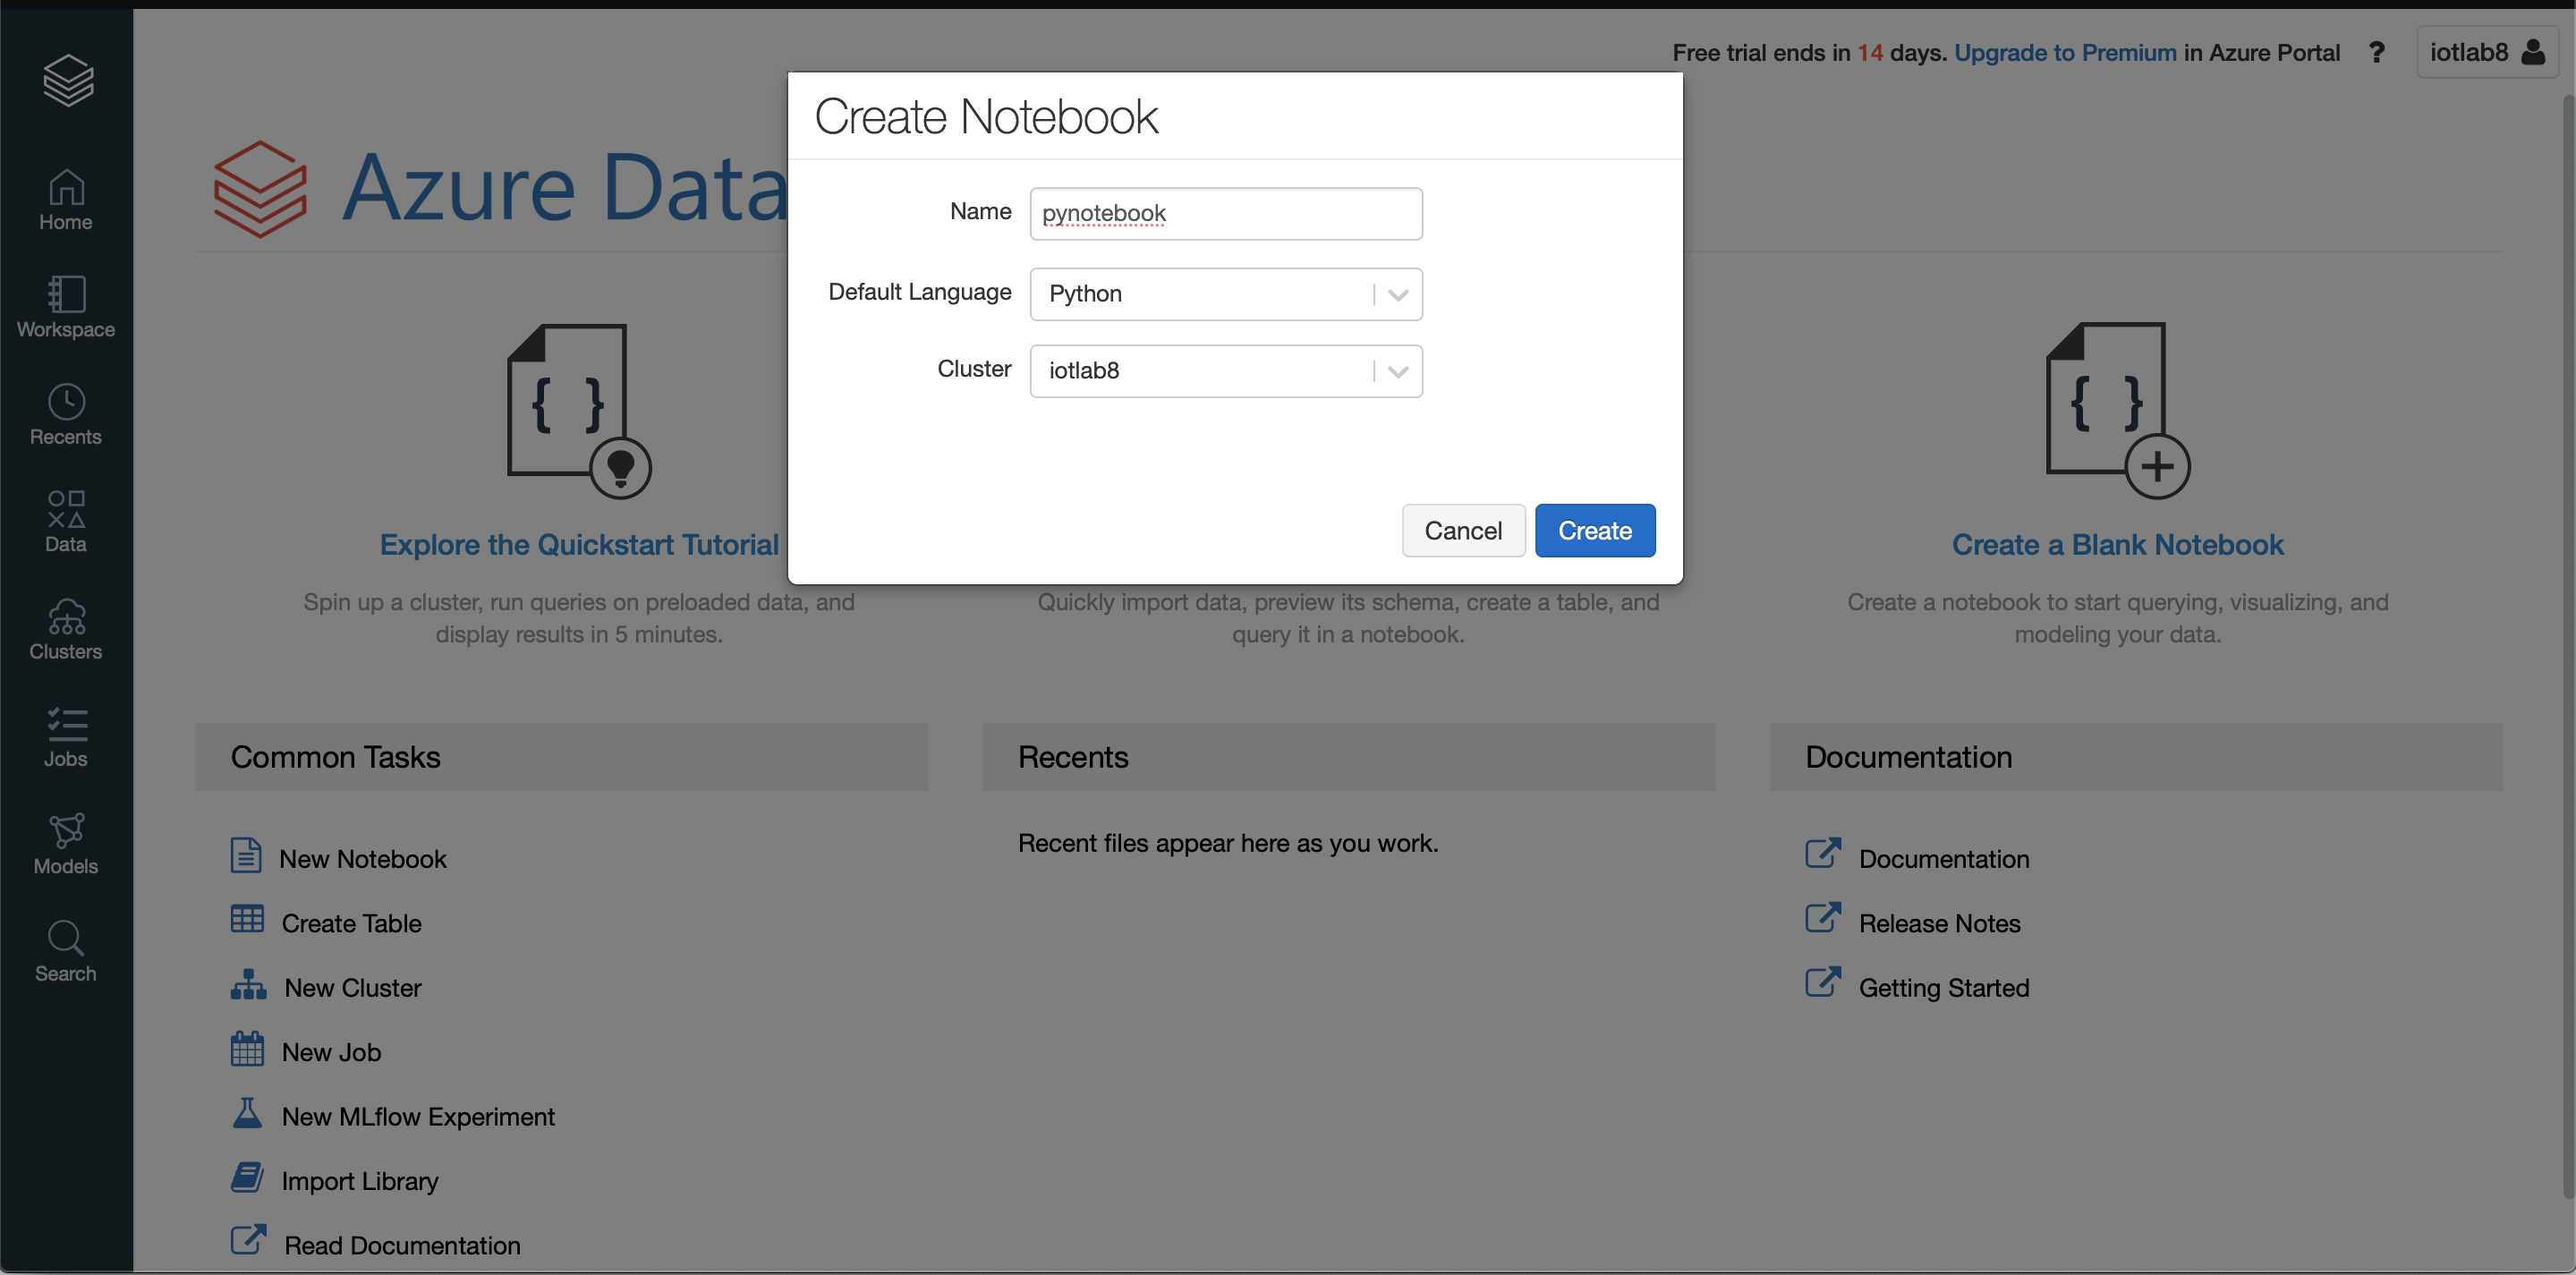 Free trial ends in 14 days. Upgrade to Premium in Azure Portal ? iotlab8
Home
Workspace
Recents
Data
Clusters
Jobs
Models
Search
Azure Data
Create Notebook
Name pynotebook
Default Language Python
Cluster iotlab8
Cancel Create
{ }
Explore the Quickstart Tutorial
Spin up a cluster, run queries on preloaded data, and
display results in 5 minutes.
Quickly import data, preview its schema, create a table, and
query it in a notebook.
{ }
Create a Blank Notebook
Create a notebook to start querying, visualizing, and
modeling your data.
Common Tasks
New Notebook
Create Table
New Cluster
New Job
New MLflow Experiment
Import Library
Read Documentation
Recents
Recent files appear here as you work.
Documentation
Documentation
Release Notes
Getting Started